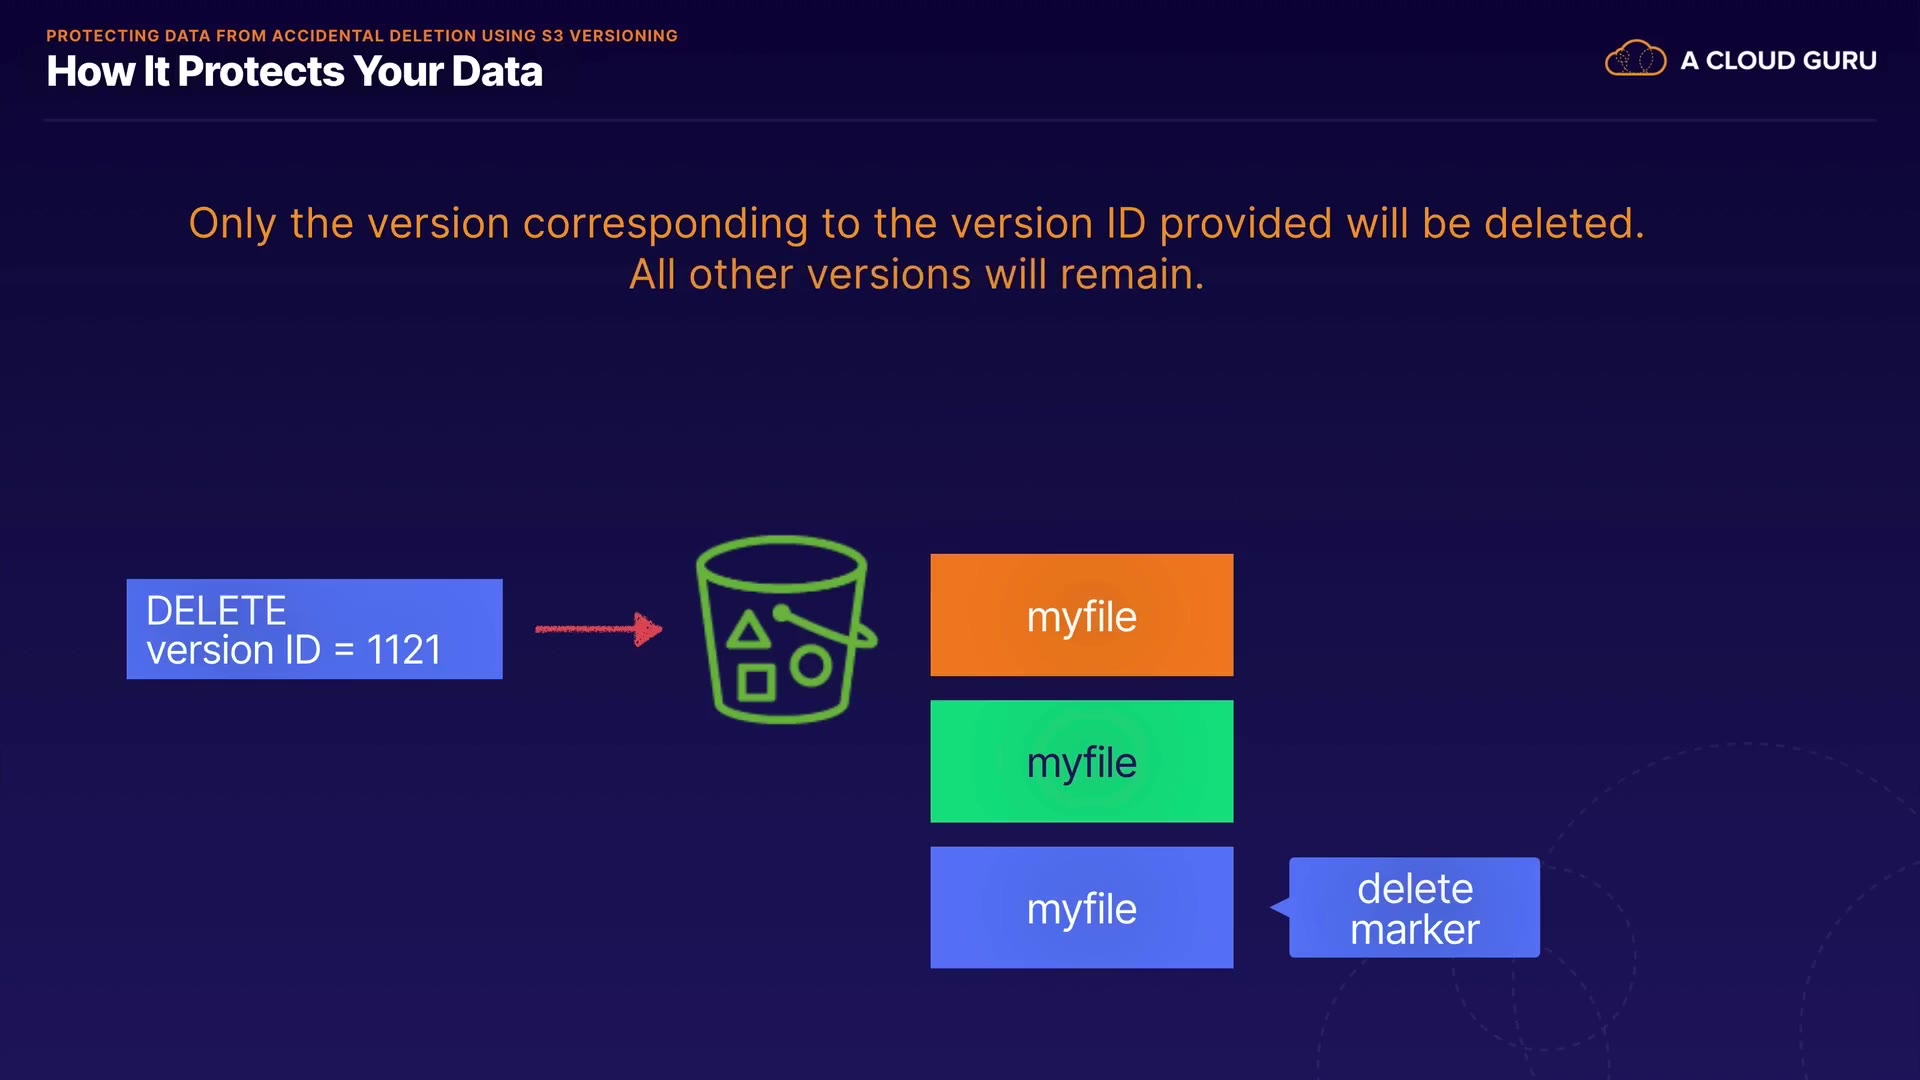 PROTECTING DATA FROM ACCIDENTAL DELETION USING S3 VERSIONING
How It Protects Your Data
A CLOUD GURU
Only the version corresponding to the version ID provided will be deleted.
All other versions will remain.
DELETE
version ID = 1121
myfile
myfile
myfile
delete
marker